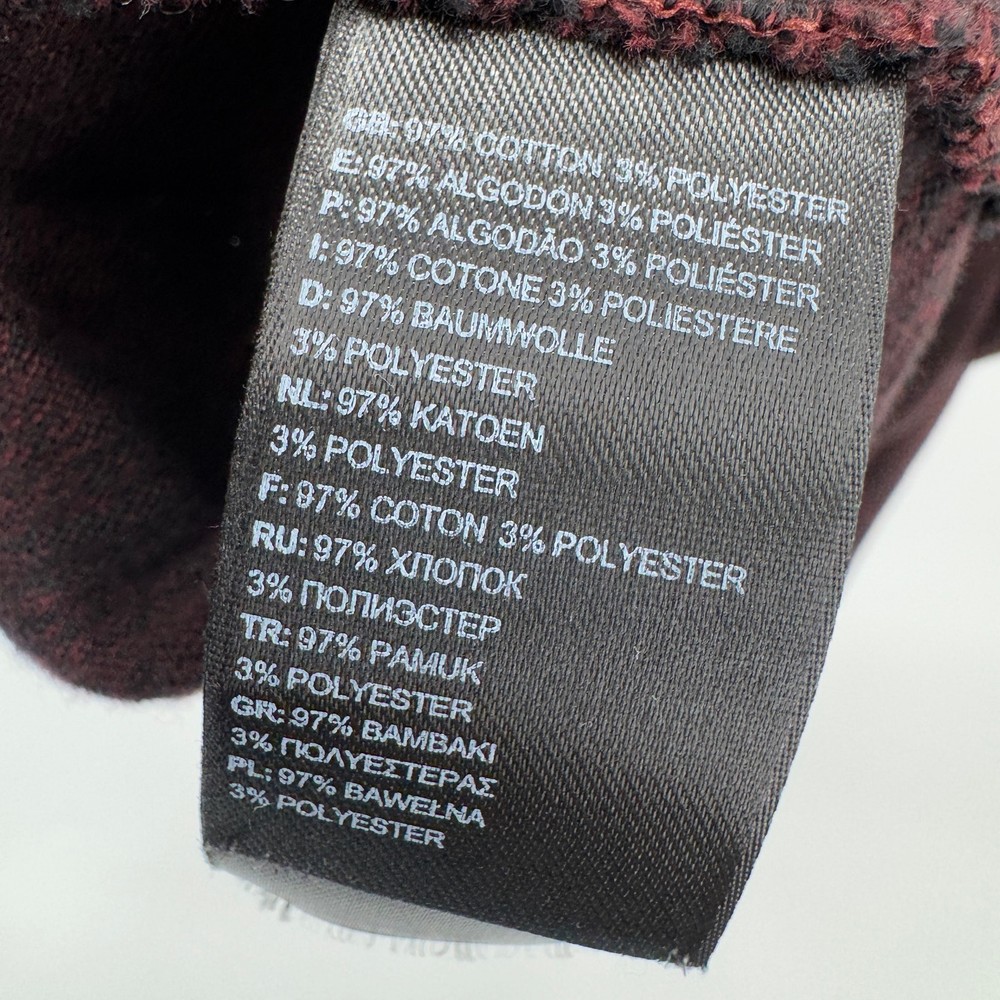 GB: 97% COTTON 3% POLYESTER
E: 97% ALGODÓN 3% POLIÉSTER
P: 97% ALGODÃO 3% POLIÉSTER
I: 97% COTONE 3% POLIESTERE
D: 97% BAUMWOLLE
3% POLYESTER
NL: 97% KATOEN
3% POLYESTER
F: 97% COTON 3% POLYESTER
RU: 97% ХЛОПОК
3% ПОЛИЭСТЕР
TR: 97% PAMUK
3% POLYESTER
GR: 97% ΒΑΜΒΑΚΙ
3% ΠΟΛΥΕΣΤΕΡΑΣ
PL: 97% BAWEŁNA
3% POLYESTER